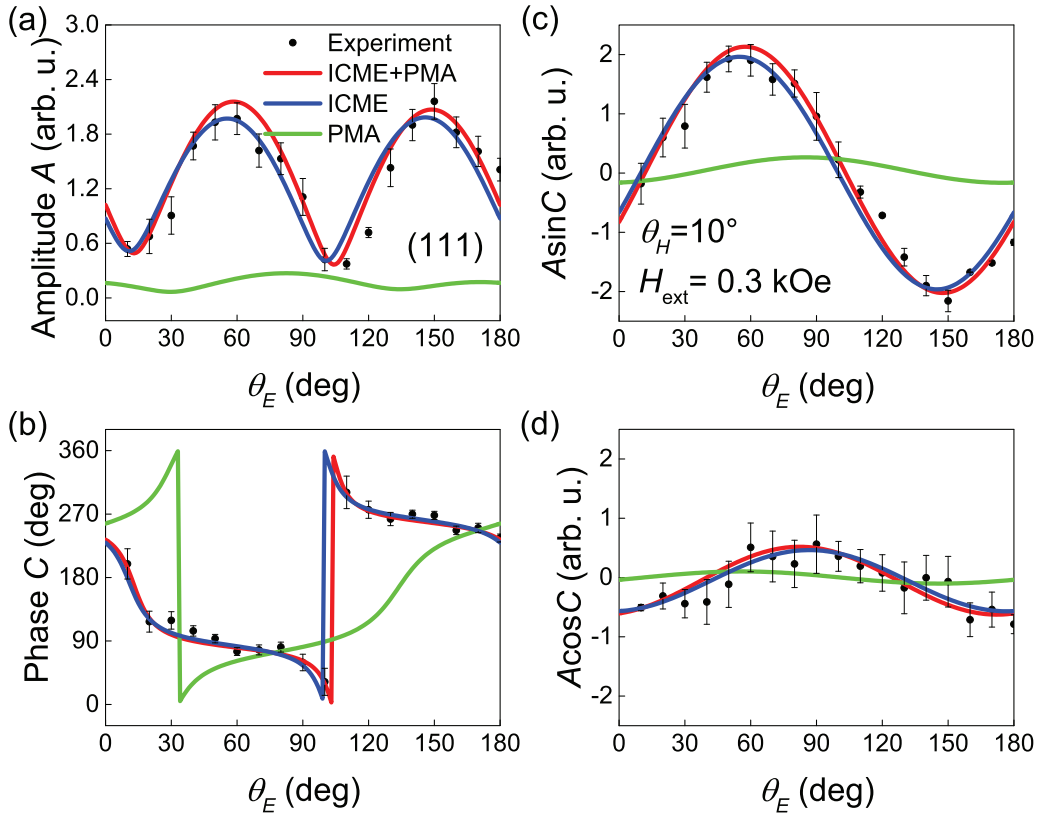 (a)
Amplitude A (arb. u.)
3.0
2.4
1.8
1.2
0.6
0.0
Experiment
ICME+PMA
ICME
PMA
(111)
0 30 60 90 120 150 180
θE (deg)
(c)
AsinC (arb. u.)
2
1
0
-1
-2
θH=10°
Hext= 0.3 kOe
0 30 60 90 120 150 180
θE (deg)
(b)
Phase C (deg)
360
270
180
90
0
0 30 60 90 120 150 180
θE (deg)
(d)
AcosC (arb. u.)
2
1
0
-1
-2
0 30 60 90 120 150 180
θE (deg)